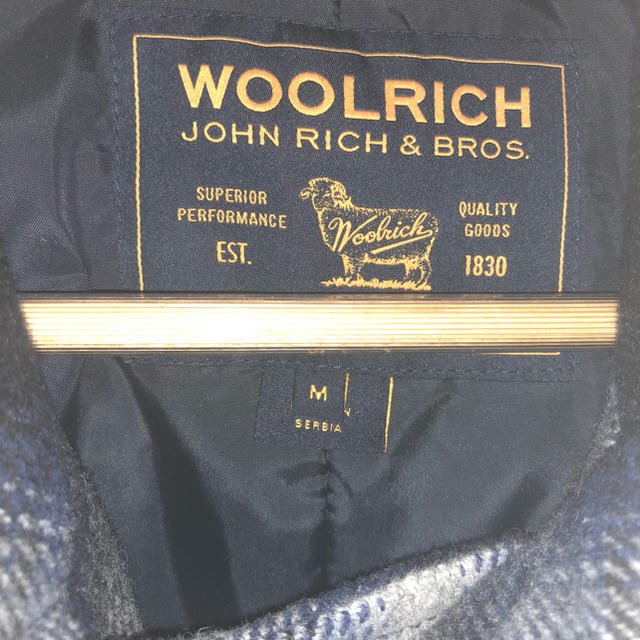 WOOLRICH
JOHN RICH & BROS.
SUPERIOR
PERFORMANCE
EST.
Woolrich
QUALITY
GOODS
1830
M
SERBIA